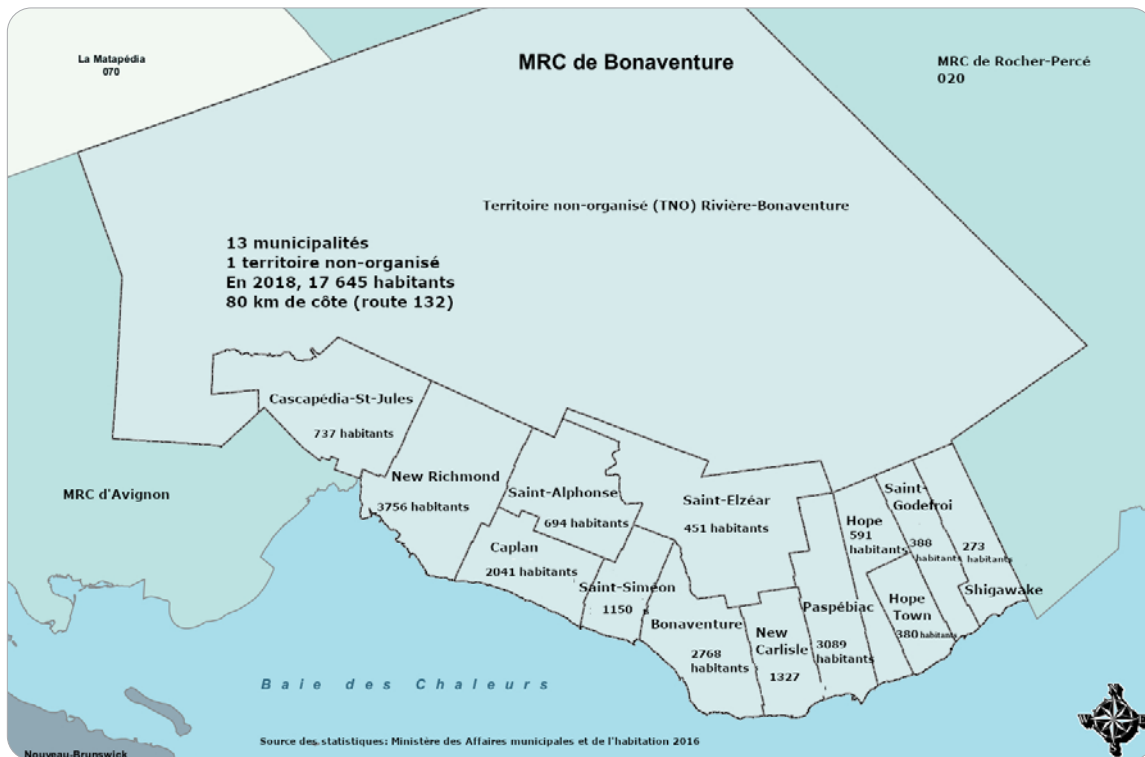 La Matapédia
070
MRC de Bonaventure
MRC de Rocher-Percé
020
Territoire non-organisé (TNO) Rivière-Bonaventure
13 municipalités
1 territoire non-organisé
En 2018, 17 645 habitants
80 km de côte (route 132)
Cascapédia-St-Jules
737 habitants
MRC d'Avignon
New Richmond
3756 habitants
Saint-Alphonse
694 habitants
Caplan
2041 habitants
Saint-Siméon
1150 s
Saint-Elzéar
451 habitants
Bonaventure
2768
habitants
New
Carlisle
1327
Paspébiac
3089
habitants
Hope
591
habitants
Saint-
Godefroi
388
habitants
Hope
Town
380 habitants
273
habitants
Shigawake
Baie des Chaleurs
Source des statistiques: Ministère des Affaires municipales et de l'habitation 2016
Nouveau-Brunswick
N
E
S
W